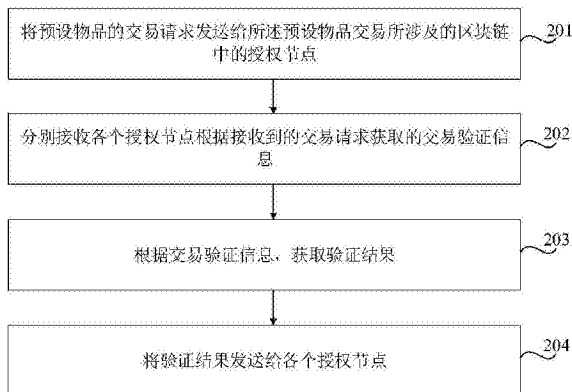 将预设物品的交易请求发送给所述预设物品交易所涉及的区块链
中的授权节点
201
分别接收各个授权节点根据接收到的交易请求获取的交易验证信
息
202
根据交易验证信息，获取验证结果
203
将验证结果发送给各个授权节点
204